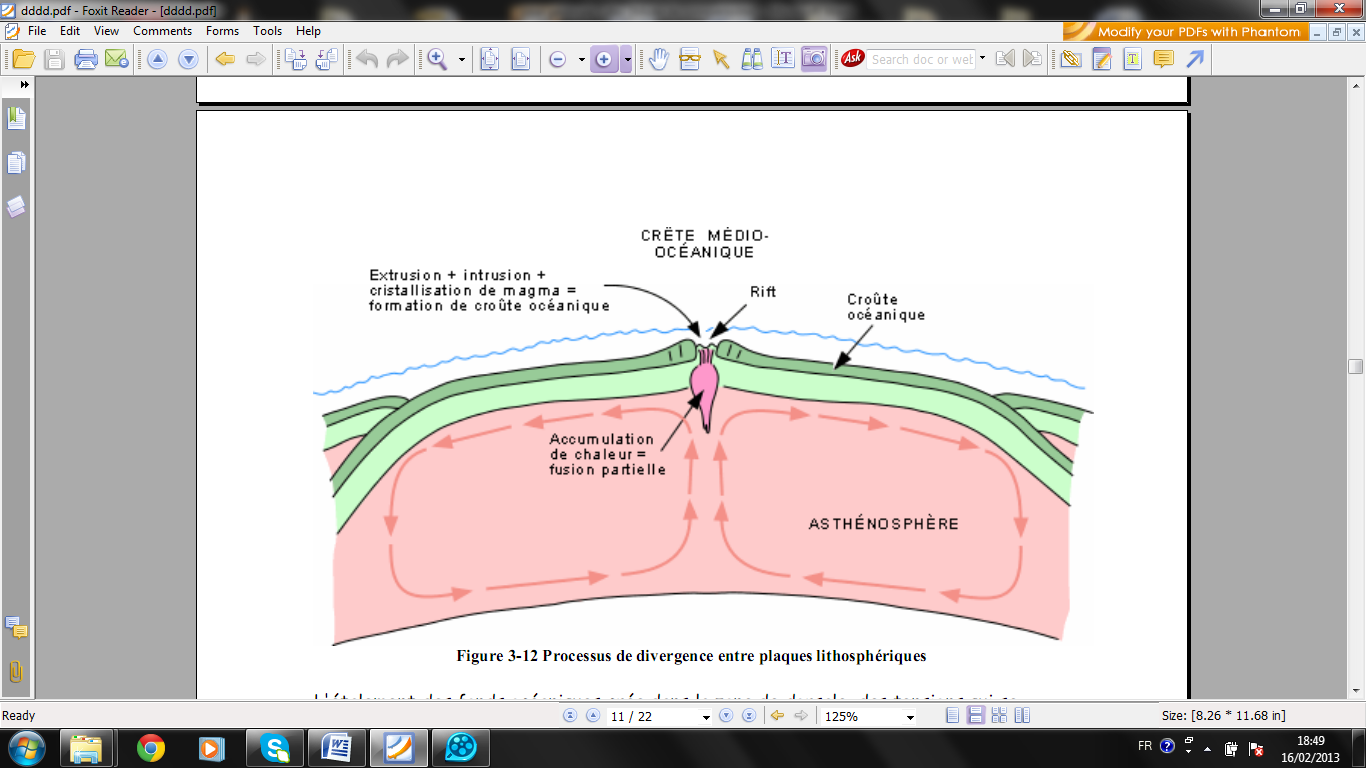 dddd.pdf - Foxit Reader - [dddd.pdf]
File Edit View Comments Forms Tools Help
Modify your PDFs with Phantom
Ask Search doc or wet
CRÊTE MÉDIO-
OCÉANIQUE
Extrusion + intrusion +
cristallisation de magma =
formation de croûte océanique
Rift
Croûte
océanique
Accumulation
de chaleur =
fusion partielle
ASTHÉNOSPHÈRE
Figure 3-12 Processus de divergence entre plaques lithosphériques
Ready
11 / 22
125%
Size: [8.26 * 11.68 in]
FR
18:49
16/02/2013